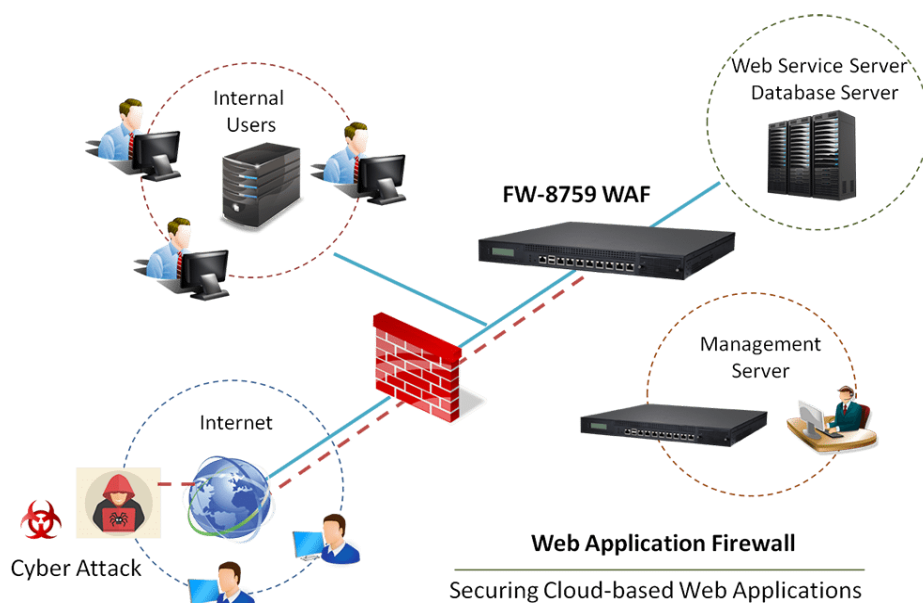 Internal
Users
Web Service Server
Database Server
FW-8759 WAF
Management
Server
Internet
Cyber Attack
Web Application Firewall
Securing Cloud-based Web Applications